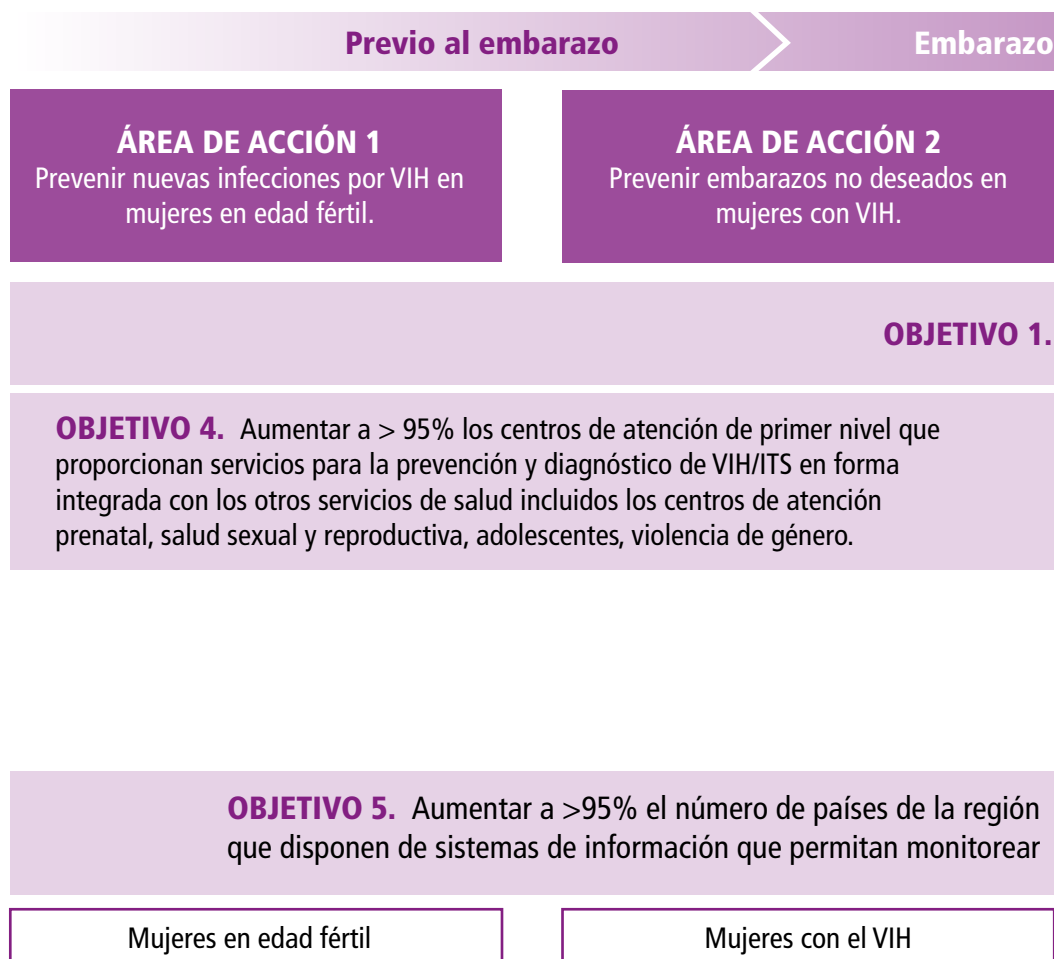 Previo al embarazo
Embarazo
ÁREA DE ACCIÓN 1
Prevenir nuevas infecciones por VIH en
mujeres en edad fértil.
ÁREA DE ACCIÓN 2
Prevenir embarazos no deseados en
mujeres con VIH.
OBJETIVO 1.
OBJETIVO 4. Aumentar a > 95% los centros de atención de primer nivel que
proporcionan servicios para la prevención y diagnóstico de VIH/ITS en forma
integrada con los otros servicios de salud incluidos los centros de atención
prenatal, salud sexual y reproductiva, adolescentes, violencia de género.
OBJETIVO 5. Aumentar a >95% el número de países de la región
que disponen de sistemas de información que permitan monitorear
Mujeres en edad fértil
Mujeres con el VIH